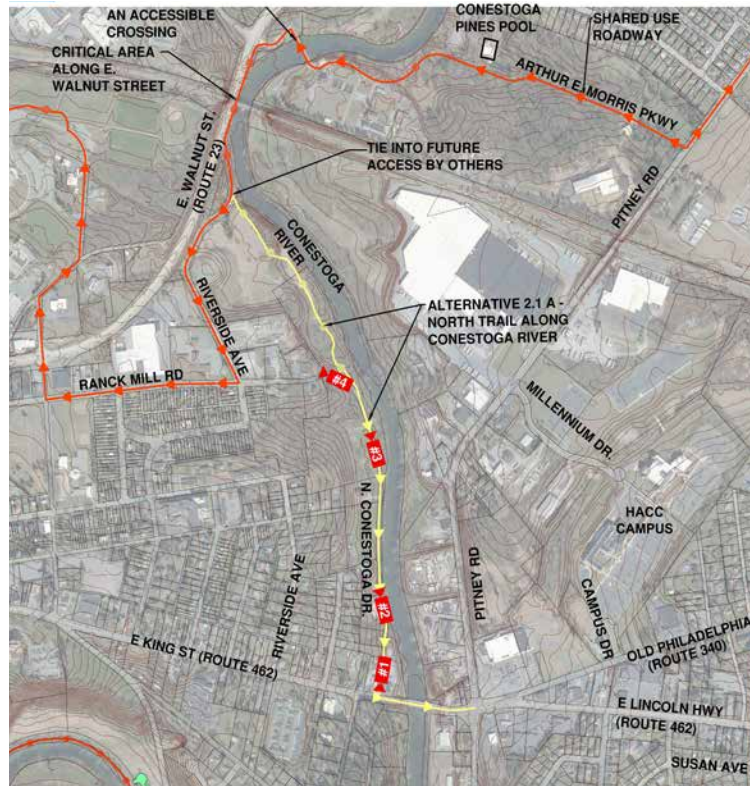 AN ACCESSIBLE
CROSSING
CONESTOGA
PINES POOL
SHARED USE
ROADWAY
CRITICAL AREA
ALONG E.
WALNUT STREET
ARTHUR E MORRIS PKWY
E. WALNUT ST.
(ROUTE 23)
TIE INTO FUTURE
ACCESS BY OTHERS
PITNEY RD
CONESTOGA
RIVER
ALTERNATIVE 2.1 A -
NORTH TRAIL ALONG
CONESTOGA RIVER
RIVERSIDE AVE
RANCK MILL RD
#4
MILLENNIUM DR.
#3
N. CONESTOGA DR.
HACC
CAMPUS
RIVERSIDE AVE
PITNEY RD
#2
CAMPUS DR
E KING ST (ROUTE 462)
OLD PHILADELPHIA
(ROUTE 340)
#1
E LINCOLN HWY
(ROUTE 462)
SUSAN AVE